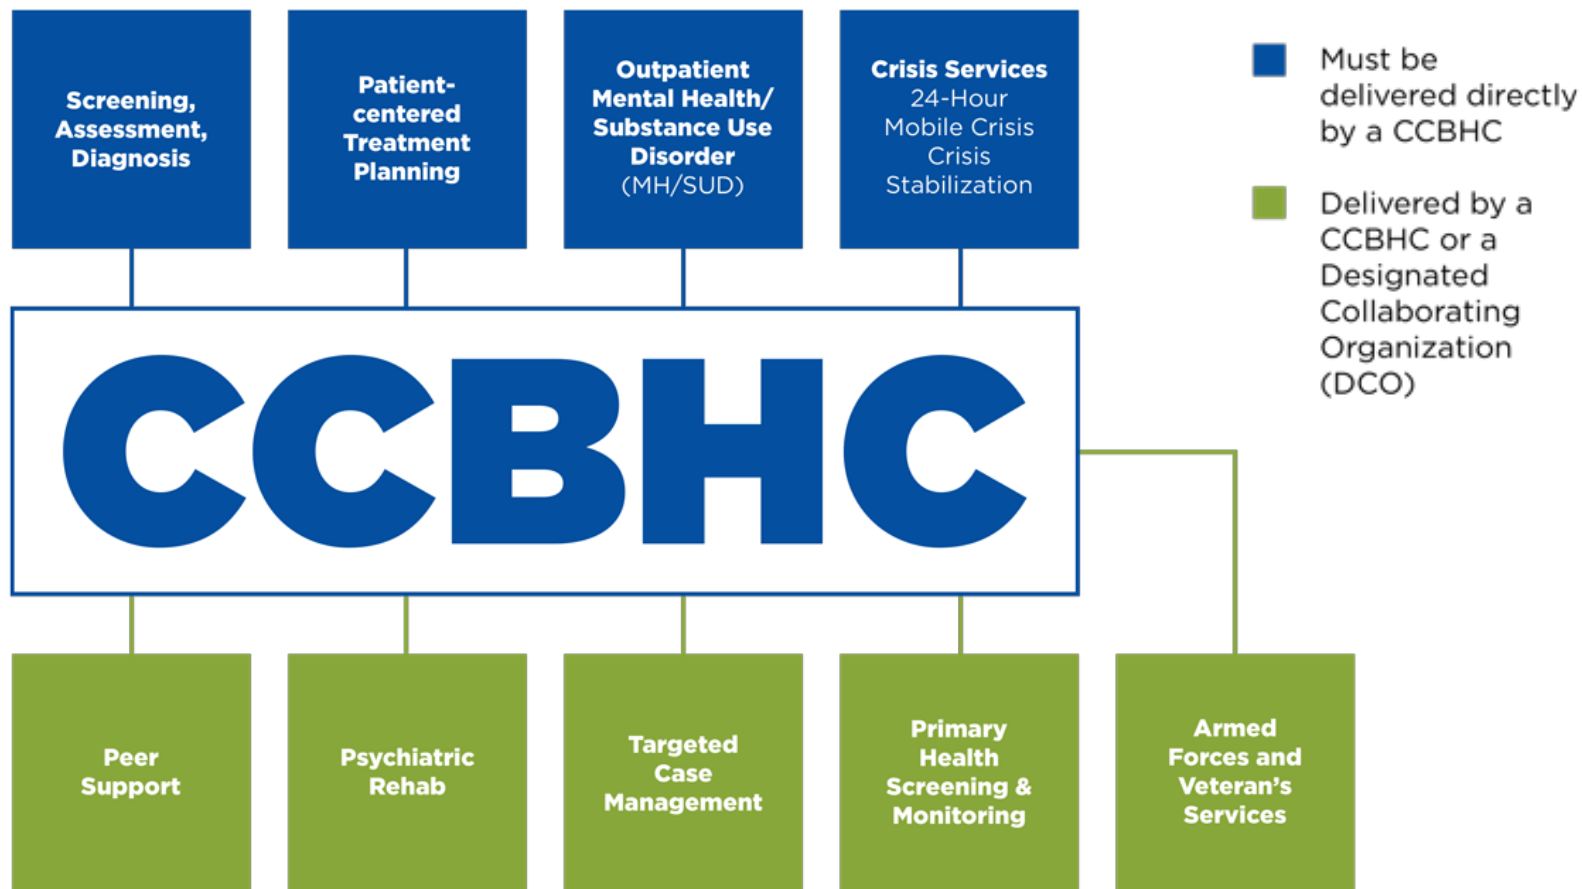 Screening,
Assessment,
Diagnosis
Patient-
centered
Treatment
Planning
Outpatient
Mental Health/
Substance Use
Disorder
(MH/SUD)
Crisis Services
24-Hour
Mobile Crisis
Crisis
Stabilization
Must be
delivered directly
by a CCBHC
Delivered by a
CCBHC or a
Designated
Collaborating
Organization
(DCO)
CCBHC
Peer
Support
Psychiatric
Rehab
Targeted
Case
Management
Primary
Health
Screening &
Monitoring
Armed
Forces and
Veteran’s
Services